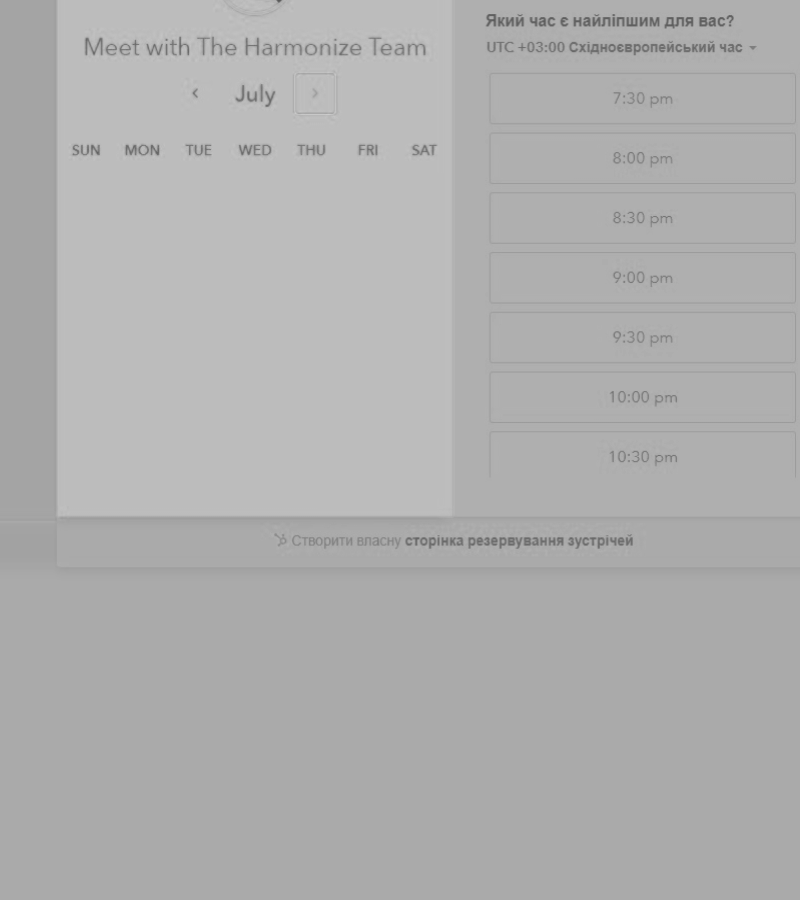 Meet with The Harmonize Team
‹ July ›
SUN MON TUE WED THU FRI SAT
Який час є найліпшим для вас?
UTC +03:00 Східноєвропейський час
7:30 pm
8:00 pm
8:30 pm
9:00 pm
9:30 pm
10:00 pm
10:30 pm
Створити власну сторінка резервування зустрічей